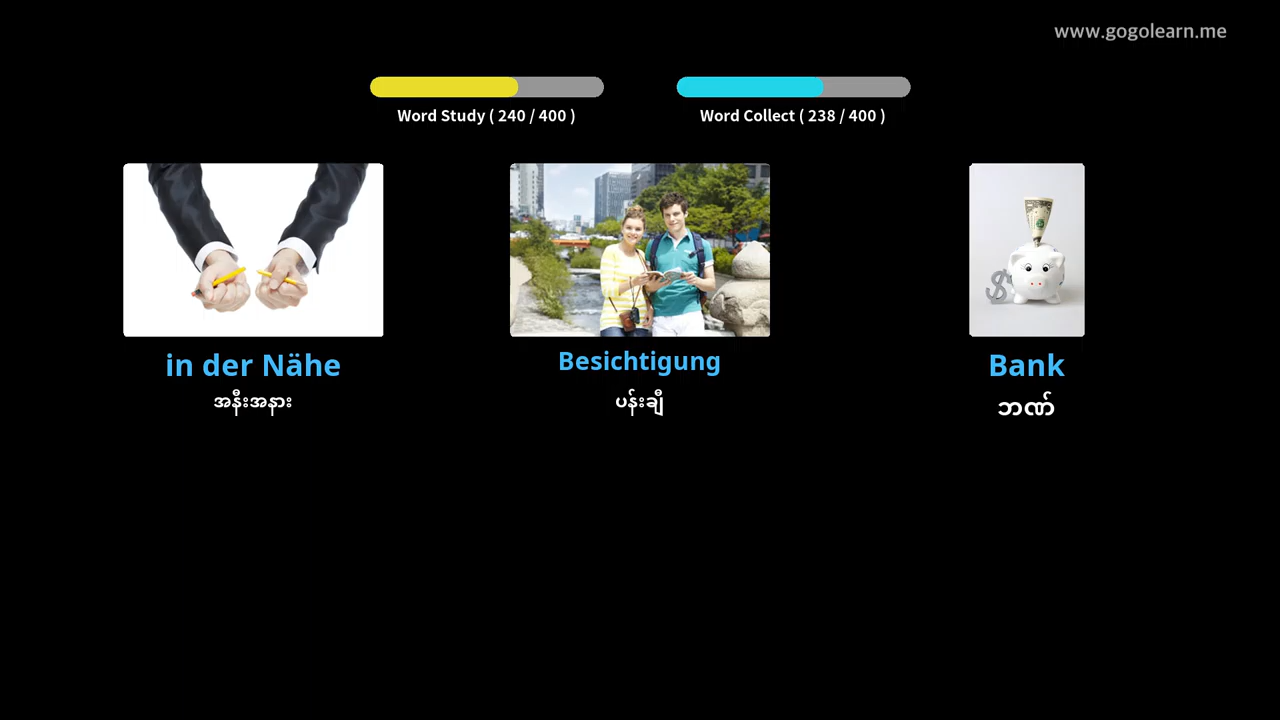 www.gogolearn.me
Word Study ( 240 / 400 )
Word Collect ( 238 / 400 )
in der Nähe
Besichtigung
Bank
အနီးအနား
ပန်းချီ
ဘဏ်